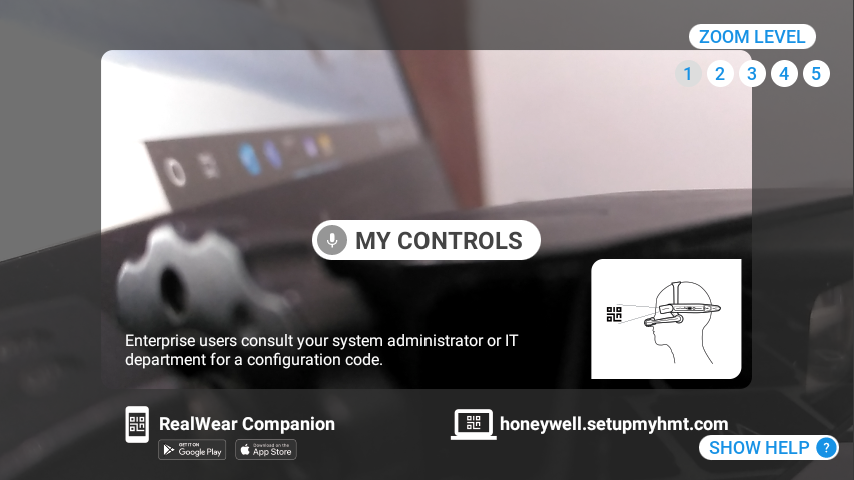 ZOOM LEVEL
1 2 3 4 5
MY CONTROLS
Enterprise users consult your system administrator or IT
department for a configuration code.
RealWear Companion
GET IT ON
Google Play
Download on the
App Store
honeywell.setupmyhmt.com
SHOW HELP ?